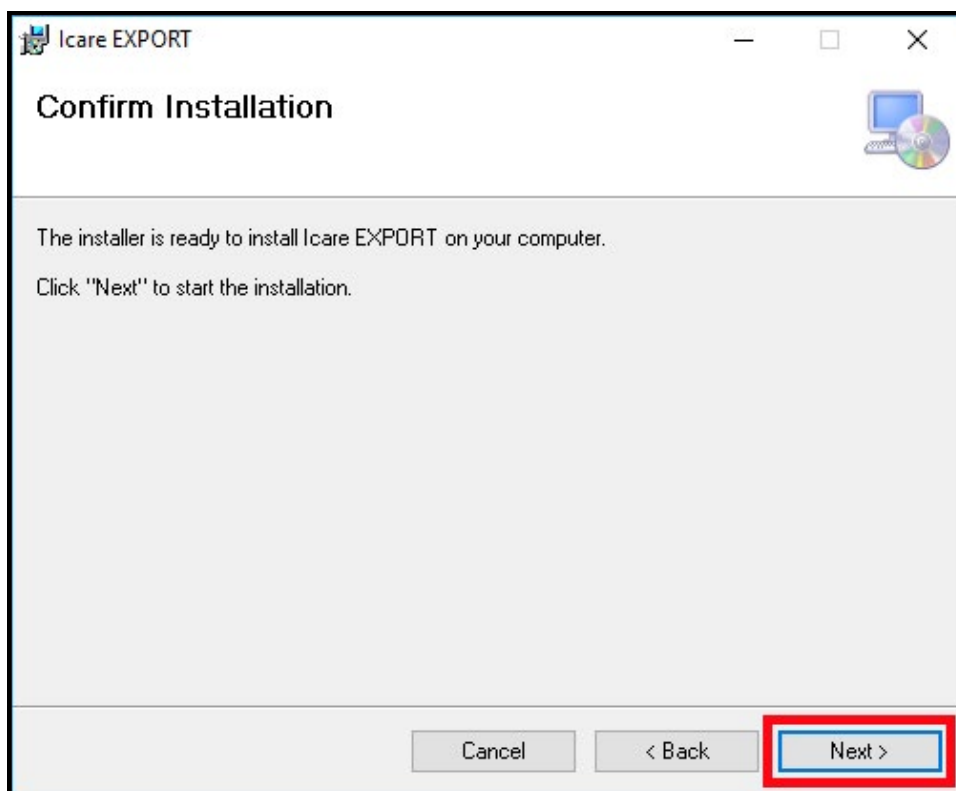 Icare EXPORT
Confirm Installation
The installer is ready to install Icare EXPORT on your computer.
Click "Next" to start the installation.
Cancel
< Back
Next >